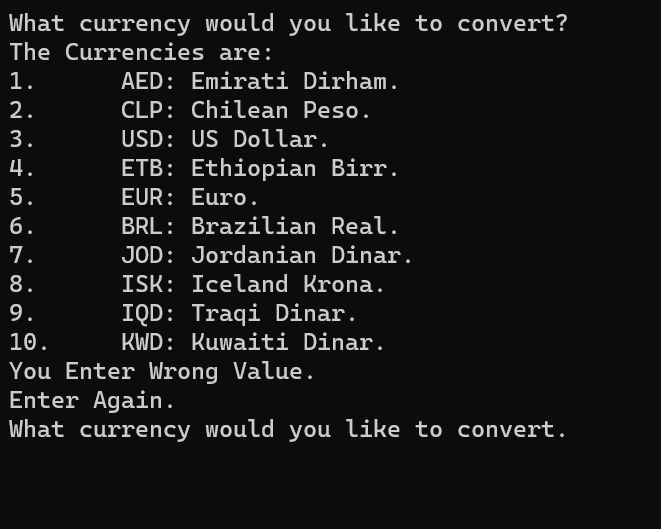 What currency would you like to convert?
The Currencies are:
1. AED: Emirati Dirham.
2. CLP: Chilean Peso.
3. USD: US Dollar.
4. ETB: Ethiopian Birr.
5. EUR: Euro.
6. BRL: Brazilian Real.
7. JOD: Jordanian Dinar.
8. ISK: Iceland Krona.
9. IQD: Traqi Dinar.
10. KWD: Kuwaiti Dinar.
You Enter Wrong Value.
Enter Again.
What currency would you like to convert.